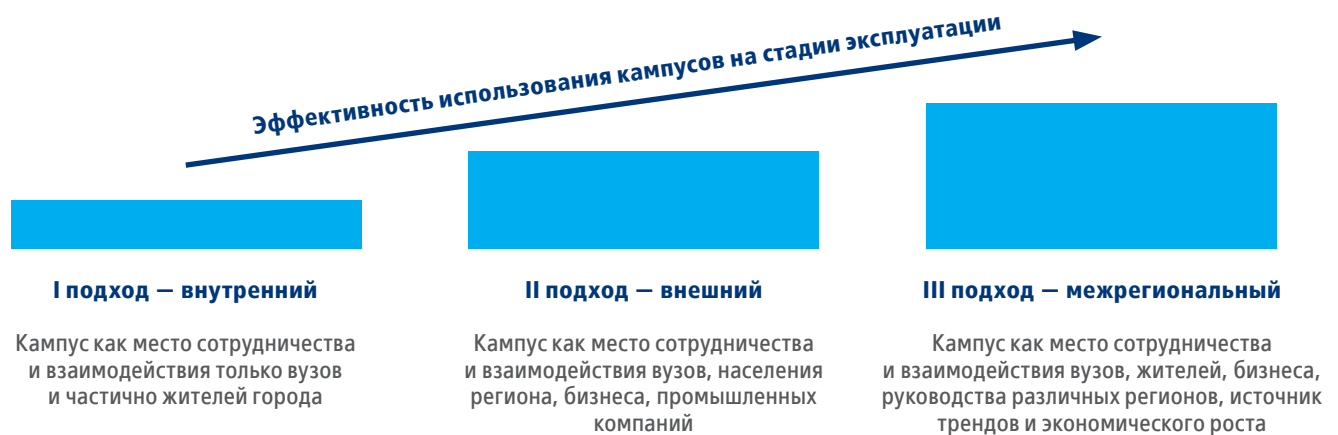 Эффективность использования кампусов на стадии эксплуатации
I подход — внутренний
Кампус как место сотрудничества
и взаимодействия только вузов
и частично жителей города
II подход — внешний
Кампус как место сотрудничества
и взаимодействия вузов, населения
региона, бизнеса, промышленных
компаний
III подход — межрегиональный
Кампус как место сотрудничества
и взаимодействия вузов, жителей, бизнеса,
руководства различных регионов, источник
трендов и экономического роста